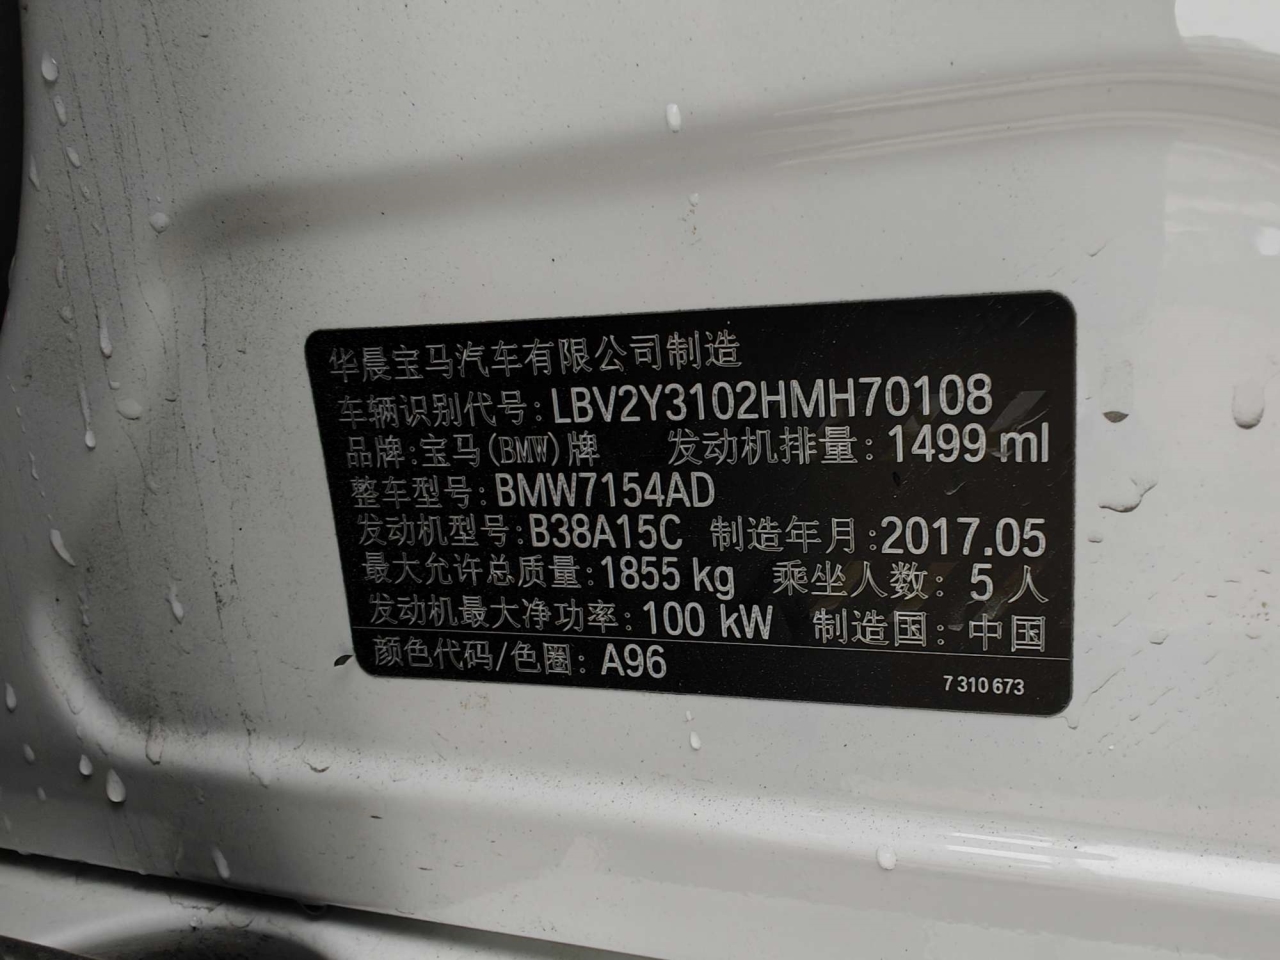 华晨宝马汽车有限公司制造
车辆识别代号:LBV2Y3102HMH70108
品牌:宝马(BMW)牌 发动机排量:1499 ml
整车型号:BMW7154AD
发动机型号:B38A15C 制造年月:2017.05
最大允许总质量:1855 kg 乘坐人数: 5 人
发动机最大净功率:100 kW 制造国: 中国
颜色代码/色圈: A96
7 310 673